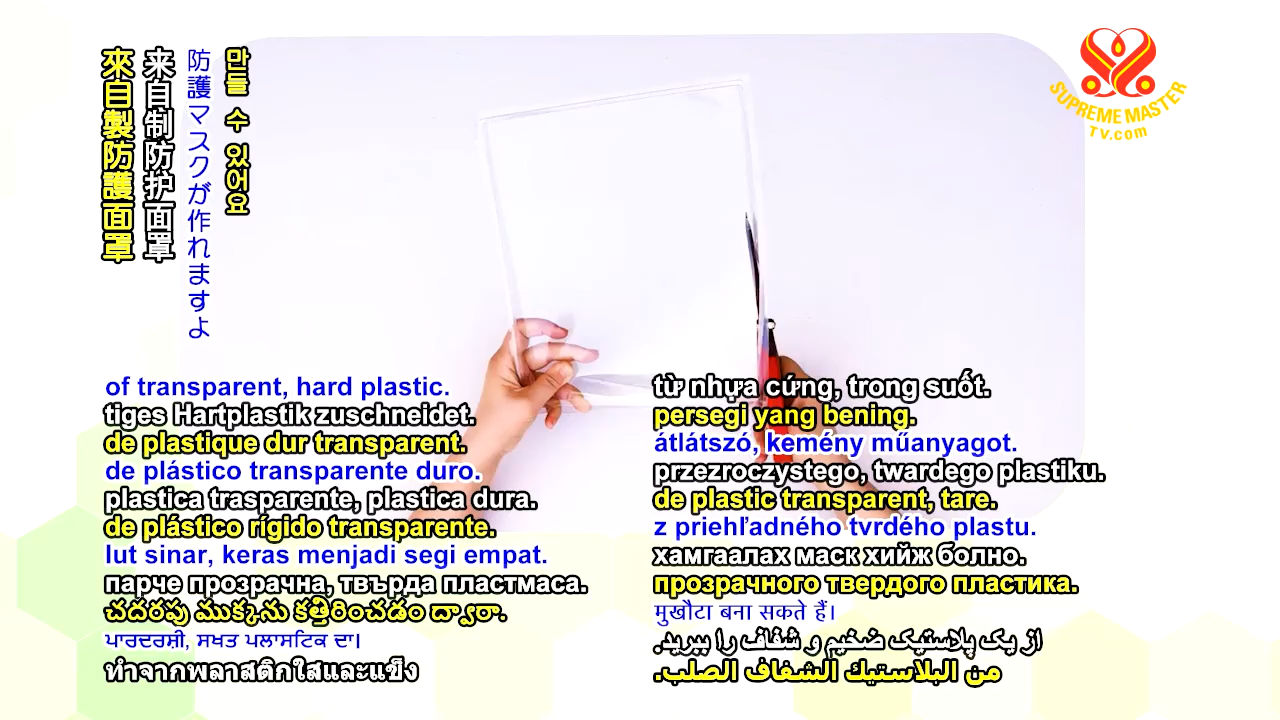 來自製防護面罩
来自制防护面罩
防護マスクが作れますよ
만들 수 있어요
SUPREME MASTER
TV.com
of transparent, hard plastic.
tiges Hartplastik zuschneidet.
de plastique dur transparent.
de plástico transparente duro.
plastica trasparente, plastica dura.
de plástico rígido transparente.
lut sinar, keras menjadi segi empat.
парче прозрачна, твърда пластмаса.
చదరపు ముక్కను కత్తిరించడం ద్వారా.
ਪਾਰਦਰਸ਼ੀ, ਸਖਤ ਪਲਾਸਟਿਕ ਦਾ।
ทำจากพลาสติกใสและแข็ง
từ nhựa cứng, trong suốt.
persegi yang bening.
átlátszó, kemény műanyagot.
przezroczystego, twardego plastiku.
de plastic transparent, tare.
z priehľadného tvrdého plastu.
хамгаалах маск хийж болно.
прозрачного твердого пластика.
मुखौटा बना सकते हैं।
از یک پلاستیک ضخیم و شفاف را ببرید.
من البلاستيك الشفاف الصلب.